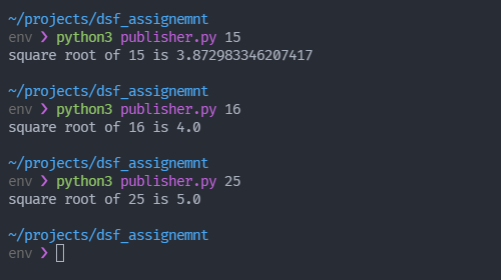 ~/projects/dsf_assignemnt
env ❯ python3 publisher.py 15
square root of 15 is 3.872983346207417
~/projects/dsf_assignemnt
env ❯ python3 publisher.py 16
square root of 16 is 4.0
~/projects/dsf_assignemnt
env ❯ python3 publisher.py 25
square root of 25 is 5.0
~/projects/dsf_assignemnt
env ❯